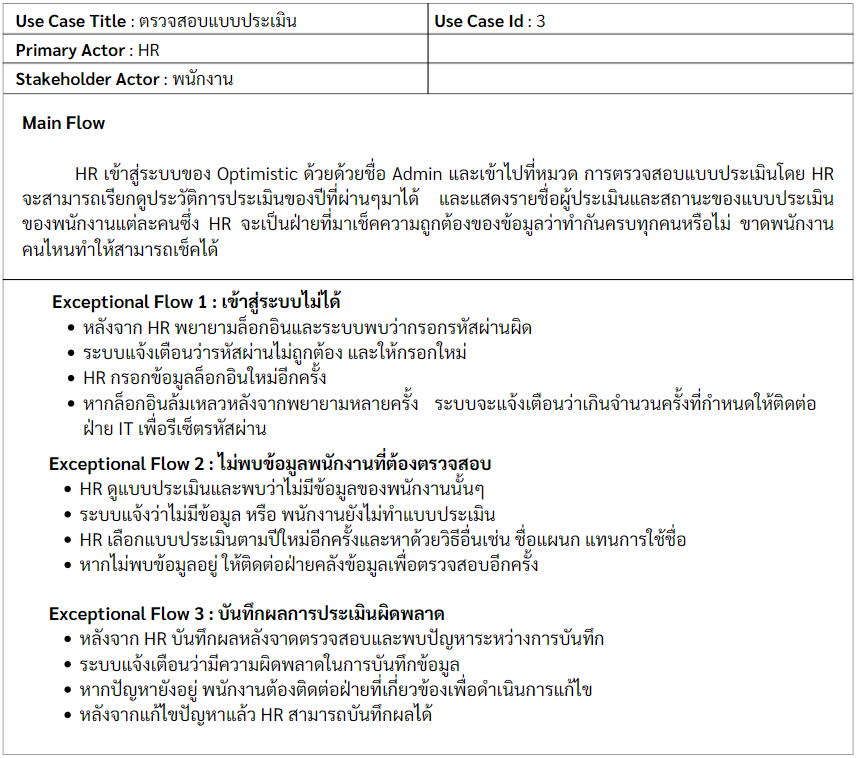 Use Case Title : ตรวจสอบแบบประเมิน
Use Case Id : 3
Primary Actor : HR
Stakeholder Actor : พนักงาน
Main Flow
HR เข้าสู่ระบบของ Optimistic ด้วยด้วยชื่อ Admin และเข้าไปที่หมวด การตรวจสอบแบบประเมินโดย HR
จะสามารถเรียกดูประวัติการประเมินของปีที่ผ่านๆมาได้ และแสดงรายชื่อผู้ประเมินและสถานะของแบบประเมิน
ของพนักงานแต่ละคนซึ่ง HR จะเป็นฝ่ายที่มาเช็คความถูกต้องของข้อมูลว่าทำกันครบทุกคนหรือไม่ ขาดพนักงาน
คนไหนทำให้สามารถเช็คได้
Exceptional Flow 1 : เข้าสู่ระบบไม่ได้
• หลังจาก HR พยายามล็อกอินและระบบพบว่ากรอกรหัสผ่านผิด
• ระบบแจ้งเตือนว่ารหัสผ่านไม่ถูกต้อง และให้กรอกใหม่
• HR กรอกข้อมูลล็อกอินใหม่อีกครั้ง
• หากล็อกอินล้มเหลวหลังจากพยายามหลายครั้ง ระบบจะแจ้งเตือนว่าเกินจำนวนครั้งที่กำหนดให้ติดต่อ
ฝ่าย IT เพื่อรีเซ็ตรหัสผ่าน
Exceptional Flow 2 : ไม่พบข้อมูลพนักงานที่ต้องตรวจสอบ
• HR ดูแบบประเมินและพบว่าไม่มีข้อมูลของพนักงานนั้นๆ
• ระบบแจ้งว่าไม่มีข้อมูล หรือ พนักงานยังไม่ทำแบบประเมิน
• HR เลือกแบบประเมินตามปีใหม่อีกครั้งและหาด้วยวิธีอื่นเช่น ชื่อแผนก แทนการใช้ชื่อ
• หากไม่พบข้อมูลอยู่ ให้ติดต่อฝ่ายคลังข้อมูลเพื่อตรวจสอบอีกครั้ง
Exceptional Flow 3 : บันทึกผลการประเมินผิดพลาด
• หลังจาก HR บันทึกผลหลังจาดตรวจสอบและพบปัญหาระหว่างการบันทึก
• ระบบแจ้งเตือนว่ามีความผิดพลาดในการบันทึกข้อมูล
• หากปัญหายังอยู่ พนักงานต้องติดต่อฝ่ายที่เกี่ยวข้องเพื่อดำเนินการแก้ไข
• หลังจากแก้ไขปัญหาแล้ว HR สามารถบันทึกผลได้